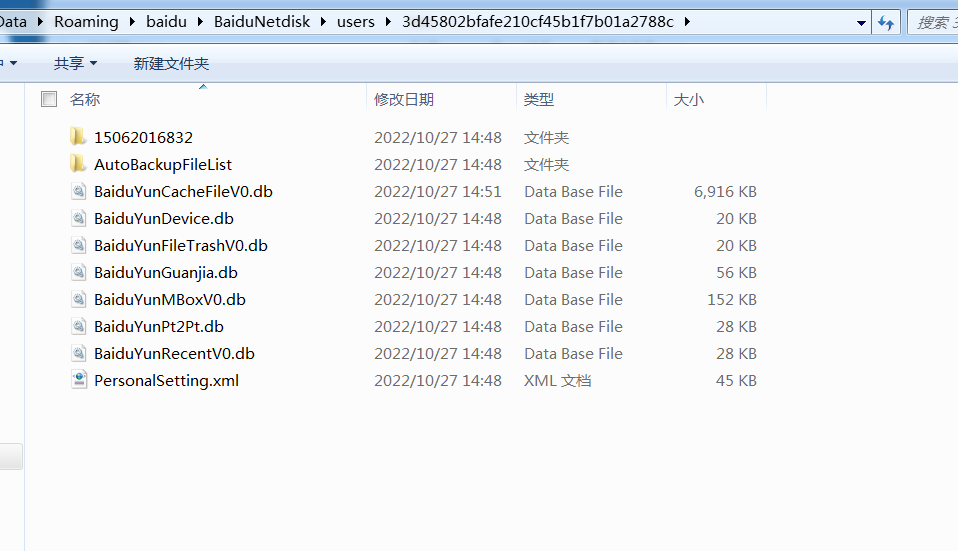 Data Roaming baidu BaiduNetdisk users 3d45802bfafe210cf45b1f7b01a2788c 搜索 3
共享 新建文件夹
名称 修改日期 类型 大小
15062016832 2022/10/27 14:48 文件夹
AutoBackupFileList 2022/10/27 14:48 文件夹
BaiduYunCacheFileV0.db 2022/10/27 14:51 Data Base File 6,916 KB
BaiduYunDevice.db 2022/10/27 14:48 Data Base File 20 KB
BaiduYunFileTrashV0.db 2022/10/27 14:48 Data Base File 20 KB
BaiduYunGuanjia.db 2022/10/27 14:48 Data Base File 56 KB
BaiduYunMBoxV0.db 2022/10/27 14:48 Data Base File 152 KB
BaiduYunPt2Pt.db 2022/10/27 14:48 Data Base File 28 KB
BaiduYunRecentV0.db 2022/10/27 14:48 Data Base File 28 KB
PersonalSetting.xml 2022/10/27 14:48 XML 文档 45 KB